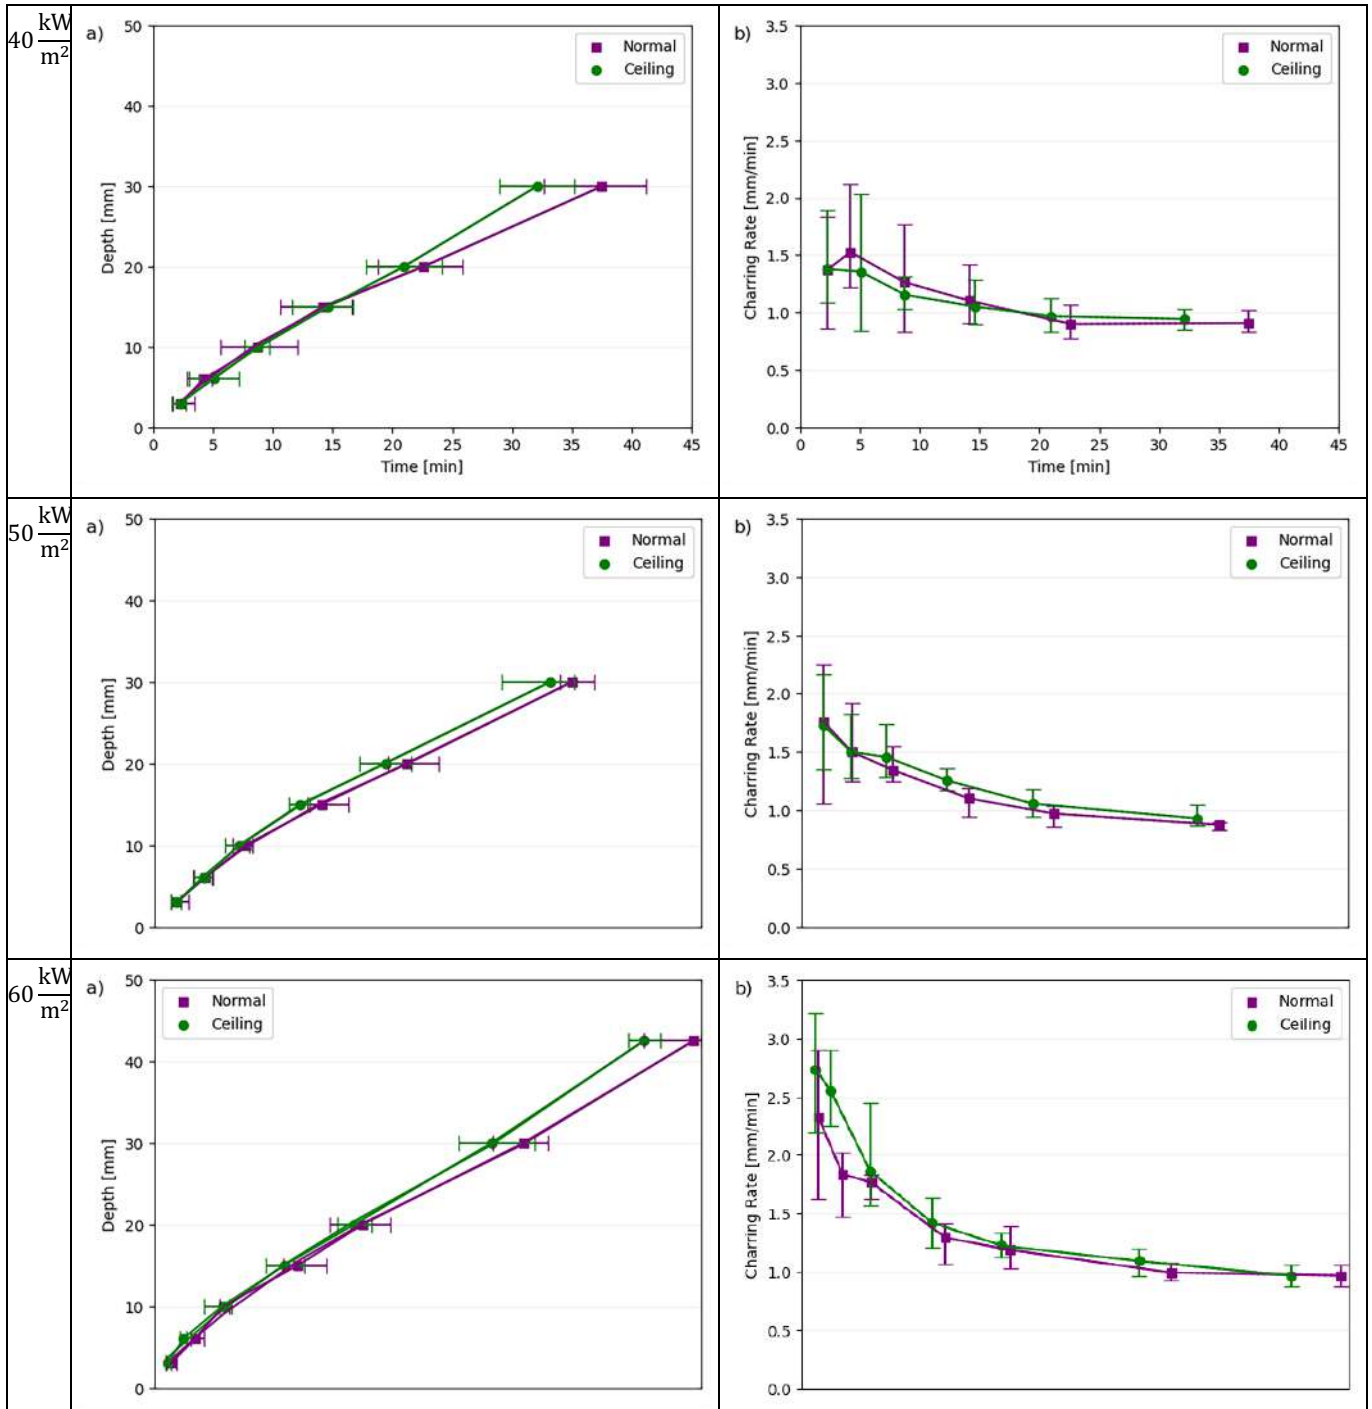 40 kW/m²
a)
50
40
30
20
10
0
Depth [mm]
Normal
Ceiling
0 5 10 15 20 25 30 35 40 45
Time [min]
b)
3.5
3.0
2.5
2.0
1.5
1.0
0.5
0.0
Charring Rate [mm/min]
Normal
Ceiling
0 5 10 15 20 25 30 35 40 45
Time [min]
50 kW/m²
a)
50
40
30
20
10
0
Depth [mm]
Normal
Ceiling
b)
3.5
3.0
2.5
2.0
1.5
1.0
0.5
0.0
Charring Rate [mm/min]
Normal
Ceiling
60 kW/m²
a)
50
40
30
20
10
0
Depth [mm]
Normal
Ceiling
b)
3.5
3.0
2.5
2.0
1.5
1.0
0.5
0.0
Charring Rate [mm/min]
Normal
Ceiling